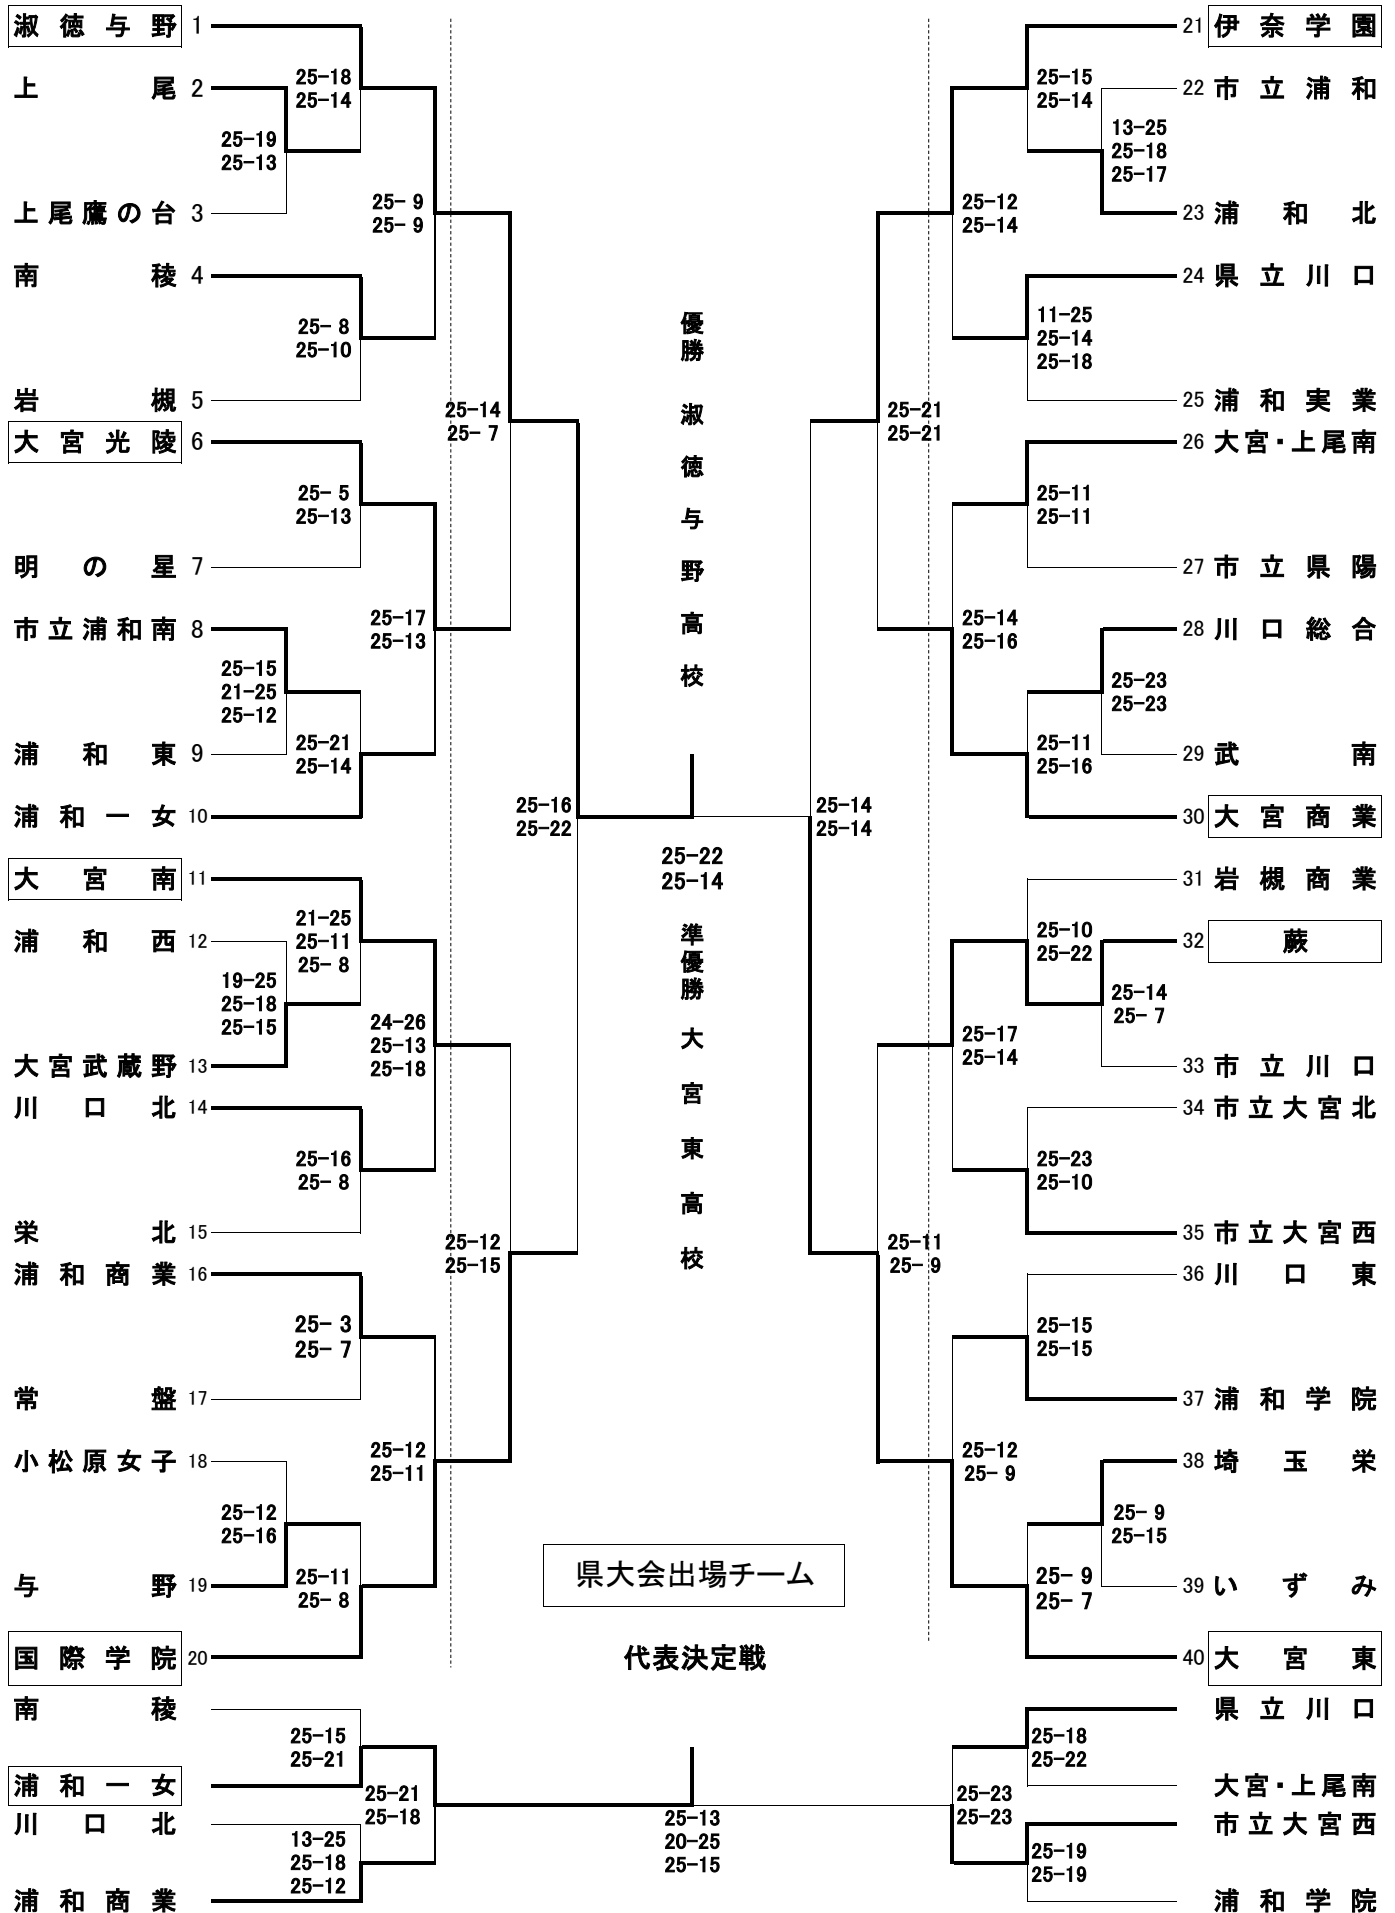 淑徳与野 1
25-18
25-14
上尾 2
25-19
25-13
上尾鷹の台 3
25- 9
25- 9
南稜 4
25- 8
25-10
岩槻 5
25-14
25- 7
大宮光陵 6
25- 5
25-13
明の星 7
25-17
25-13
市立浦和南 8
25-15
21-25
25-12
浦和東 9
25-21
25-14
浦和一女 10
25-16
25-22
大宮南 11
21-25
25-11
25- 8
浦和西 12
19-25
25-18
25-15
大宮武蔵野 13
24-26
25-13
25-18
川口北 14
25-16
25- 8
栄北 15
25-12
25-15
浦和商業 16
25- 3
25- 7
常盤 17
25-12
25-11
小松原女子 18
25-12
25-16
与野 19
25-11
25- 8
国際学院 20
優勝 淑徳与野高校
25-22
25-14
準優勝 大宮東高校
県大会出場チーム
21 伊奈学園
25-15
25-14
22 市立浦和
13-25
25-18
25-17
23 浦和北
25-12
25-14
24 県立川口
11-25
25-14
25-18
25 浦和実業
25-21
25-21
26 大宮・上尾南
25-11
25-11
27 市立県陽
25-14
25-16
28 川口総合
25-23
25-23
29 武南
25-11
25-16
30 大宮商業
25-14
25-14
31 岩槻商業
25-10
25-22
32 蕨
25-14
25- 7
33 市立川口
25-17
25-14
34 市立大宮北
25-23
25-10
35 市立大宮西
25-11
25- 9
36 川口東
25-15
25-15
37 浦和学院
25-12
25- 9
38 埼玉栄
25- 9
25-15
39 いずみ
25- 9
25- 7
40 大宮東
代表決定戦
南稜
25-15
25-21
浦和一女
25-21
25-18
川口北
13-25
25-18
25-12
浦和商業
25-13
20-25
25-15
県立川口
25-18
25-22
大宮・上尾南
25-23
25-23
市立大宮西
25-19
25-19
浦和学院